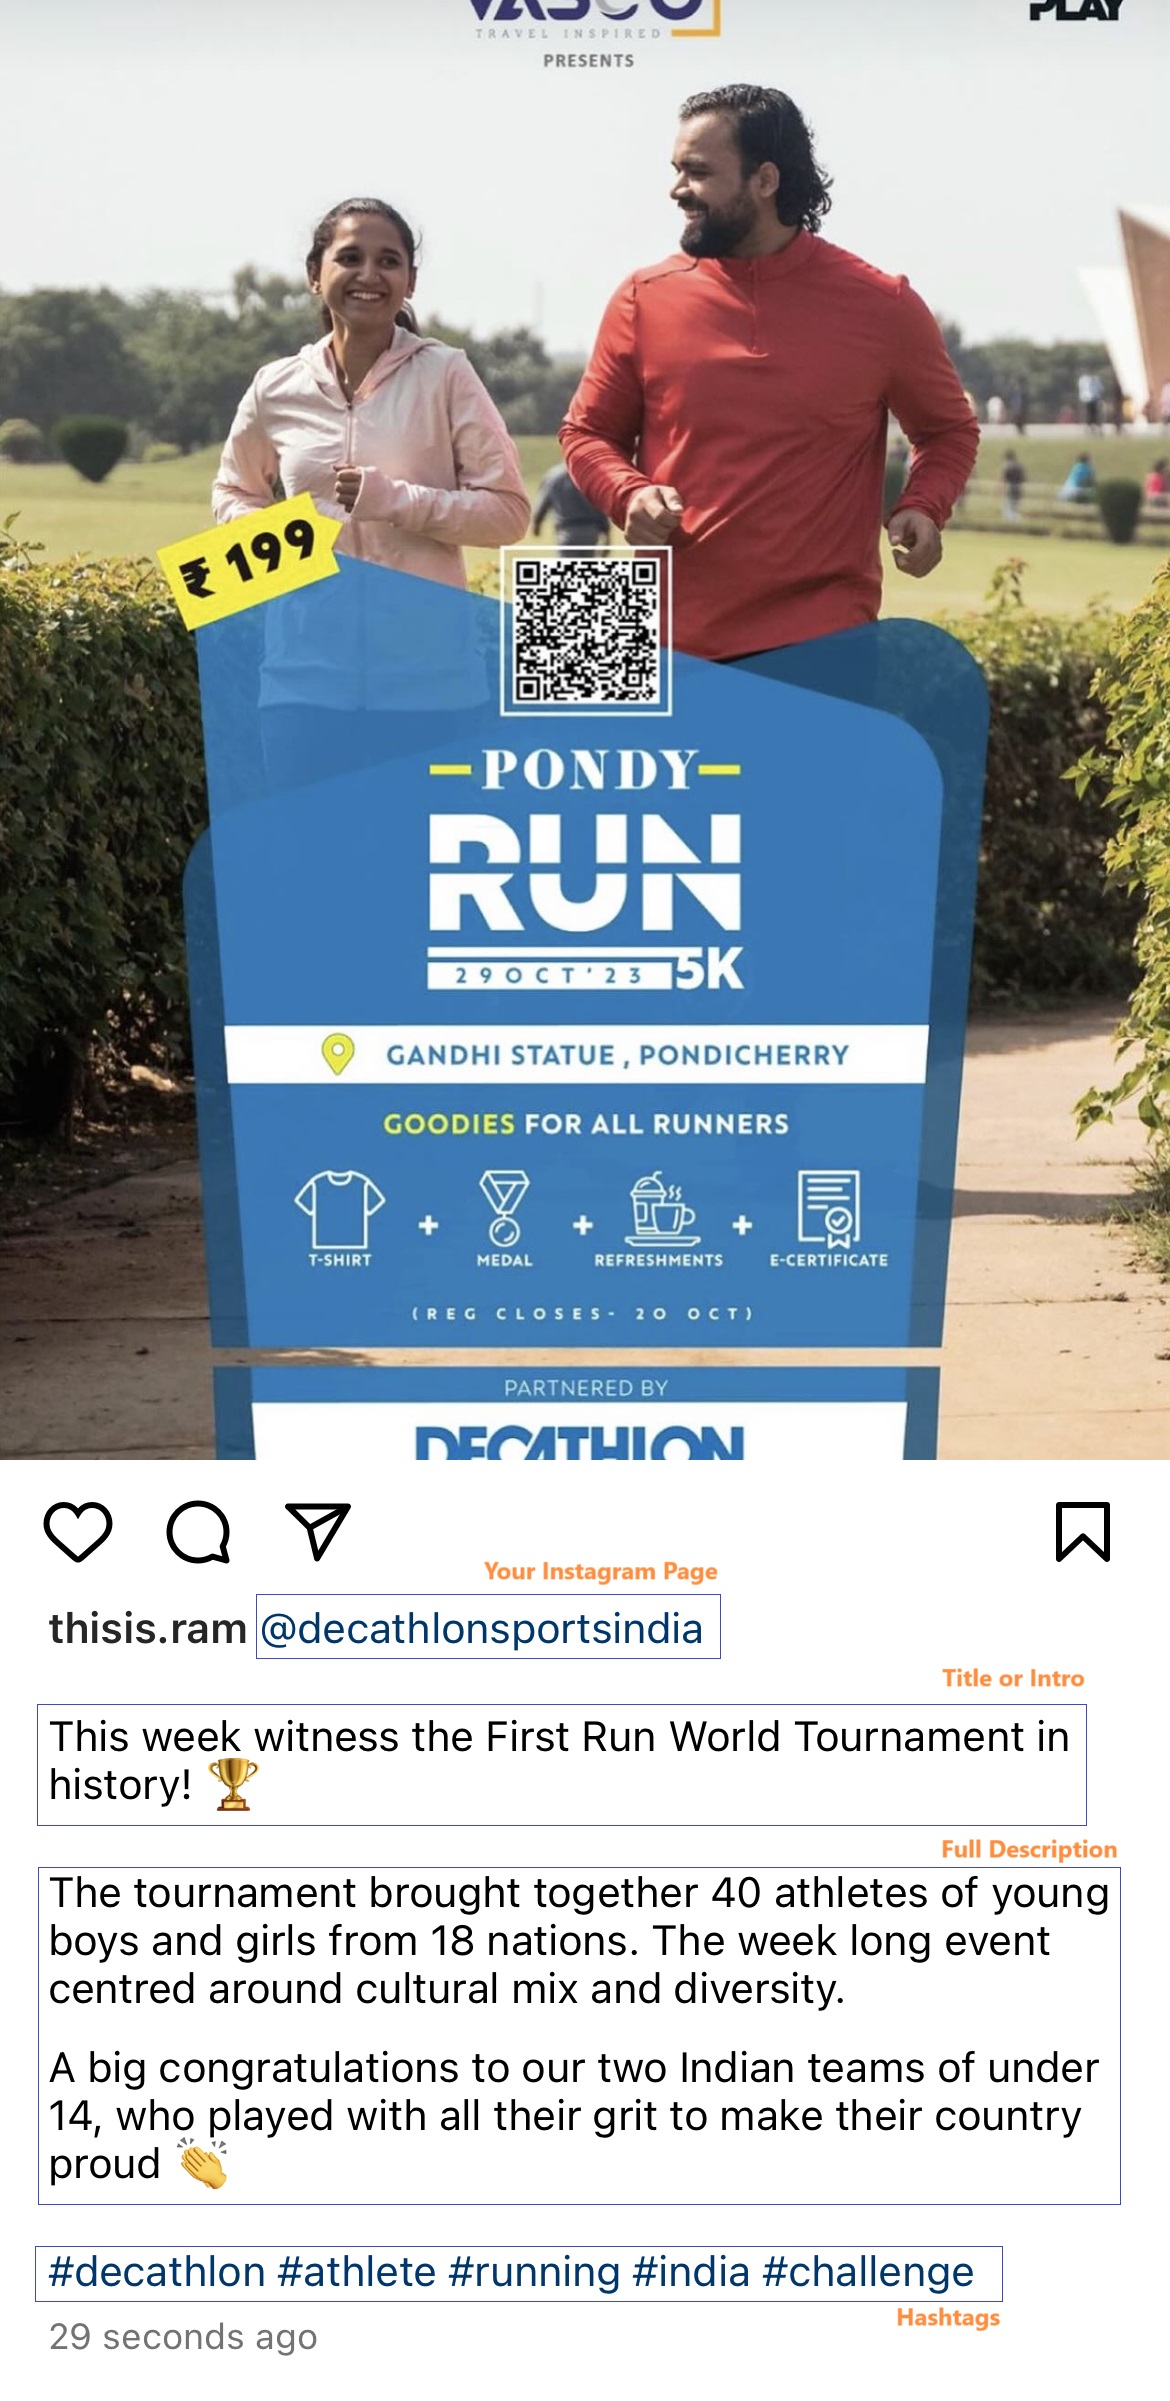 VASCO
TRAVEL INSPIRED
PLAY
PRESENTS
₹ 199
PONDY
RUN
29OCT'23 5K
GANDHI STATUE, PONDICHERRY
GOODIES FOR ALL RUNNERS
T-SHIRT + MEDAL + REFRESHMENTS + E-CERTIFICATE
(REG CLOSES- 20 OCT)
PARTNERED BY
DECATHLON
Your Instagram Page
thisis.ram @decathlonsportsindia
Title or Intro
This week witness the First Run World Tournament in
history! 🏆
Full Description
The tournament brought together 40 athletes of young
boys and girls from 18 nations. The week long event
centred around cultural mix and diversity.
A big congratulations to our two Indian teams of under
14, who played with all their grit to make their country
proud 👏
#decathlon #athlete #running #india #challenge
Hashtags
29 seconds ago